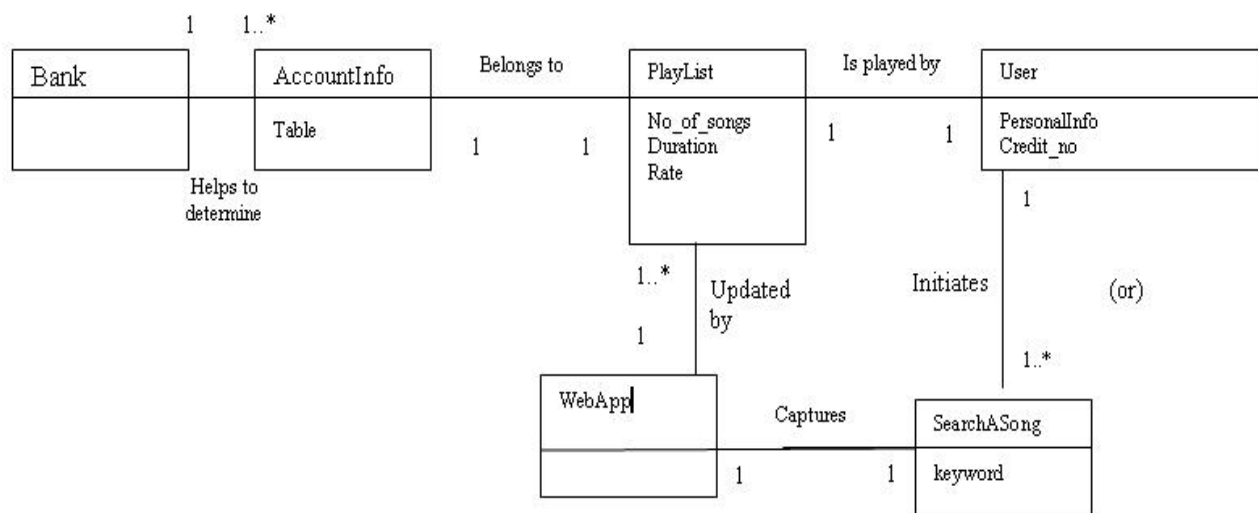 1
1..*
Bank
AccountInfo
Table
Helps to
determine
Belongs to
1
1
PlayList
No_of_songs
Duration
Rate
Is played by
1
1
User
PersonalInfo
Credit_no
1..*
Updated
by
1
1
Initiates
(or)
1..*
WebApp
Captures
1
1
SearchASong
keyword